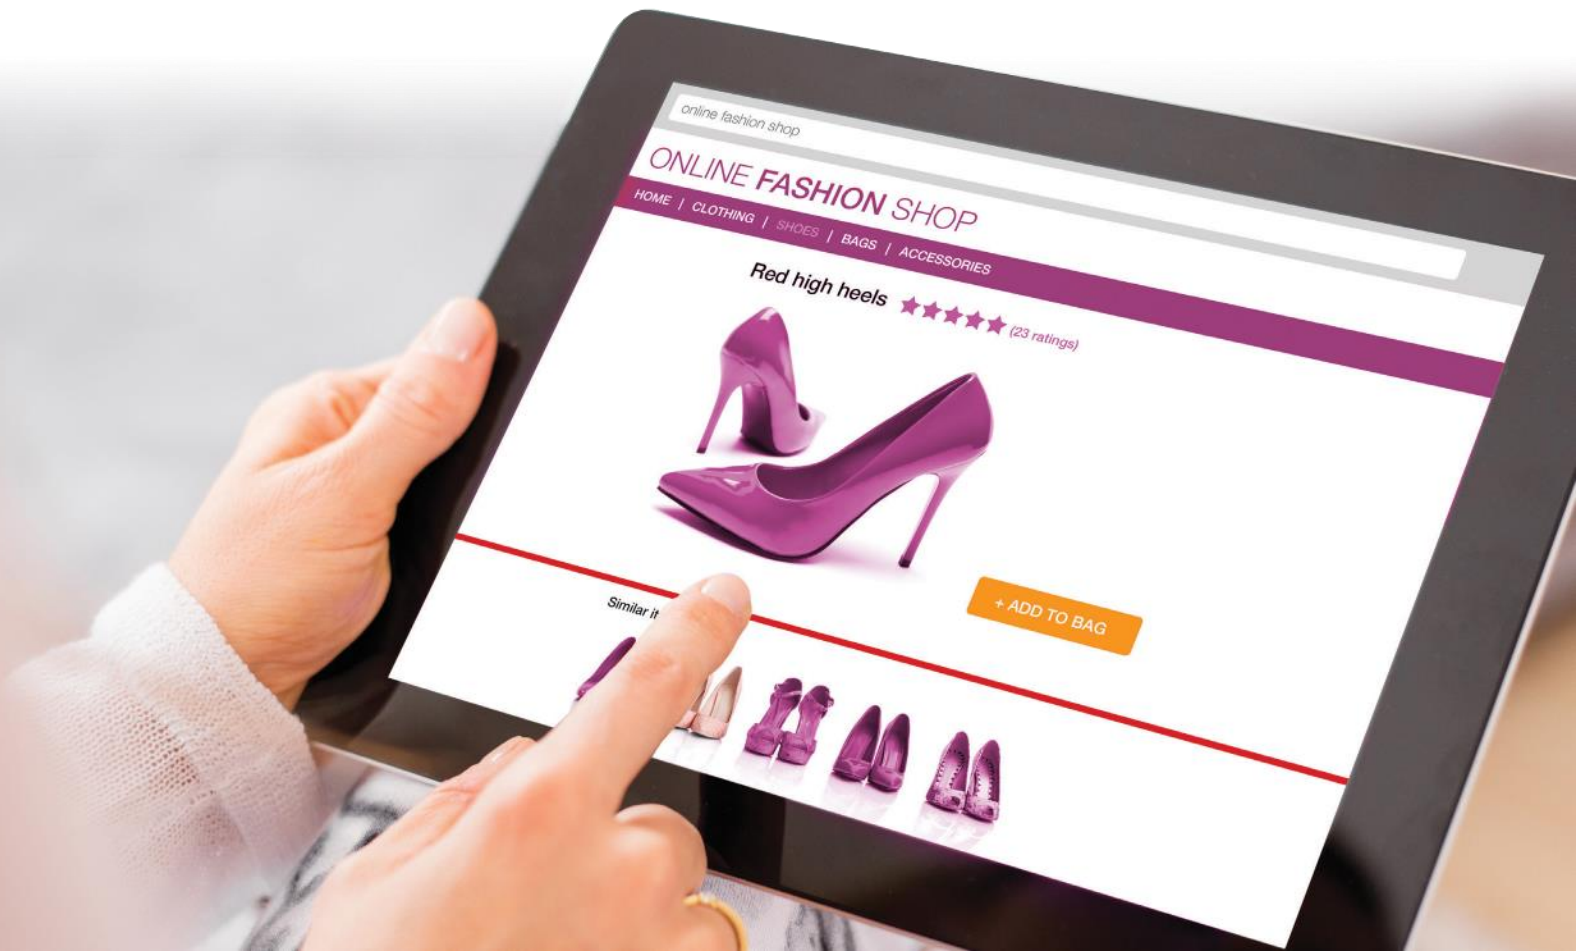 online fashion shop
ONLINE FASHION SHOP
HOME | CLOTHING | SHOES | BAGS | ACCESSORIES
Red high heels (23 ratings)
+ ADD TO BAG
Similar